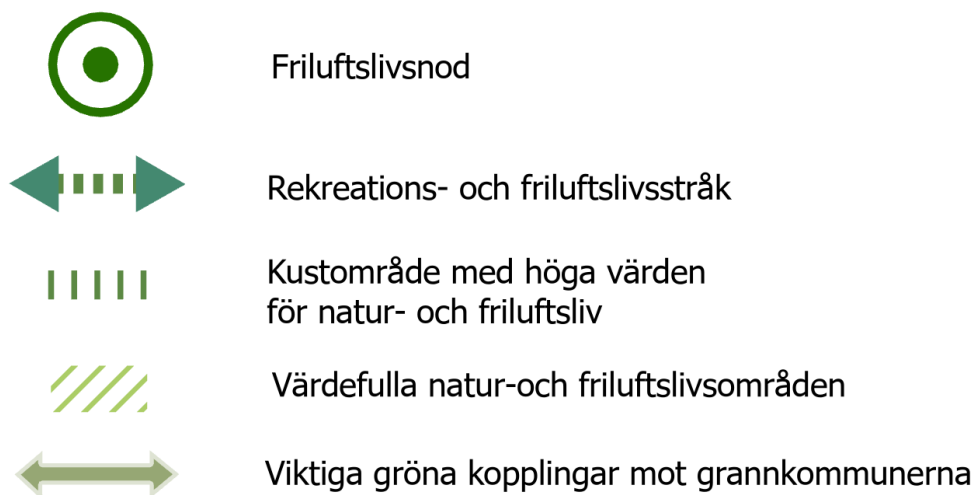 Friluftslivsnod
Rekreations- och friluftslivsstråk
Kustområde med höga värden
för natur- och friluftsliv
Värdefulla natur-och friluftslivsområden
Viktiga gröna kopplingar mot grannkommunerna